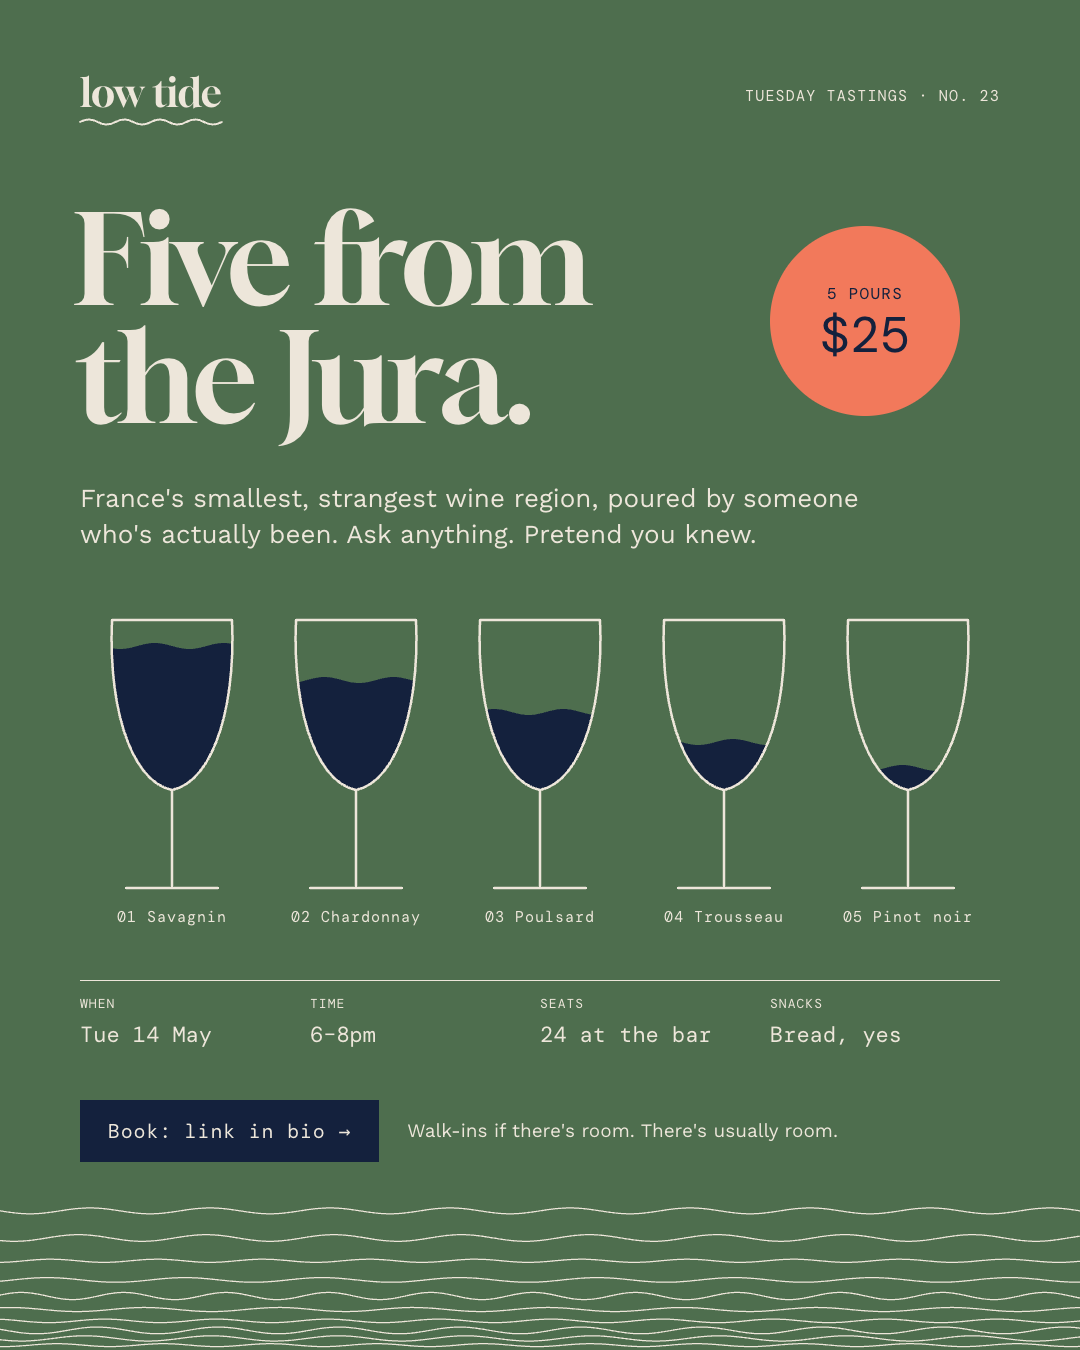 low tide
TUESDAY TASTINGS · NO. 23
Five from
the Jura.
5 POURS
$25
France's smallest, strangest wine region, poured by someone
who's actually been. Ask anything. Pretend you knew.
01 Savagnin
02 Chardonnay
03 Poulsard
04 Trousseau
05 Pinot noir
WHEN
Tue 14 May
TIME
6–8pm
SEATS
24 at the bar
SNACKS
Bread, yes
Book: link in bio →
Walk-ins if there's room. There's usually room.